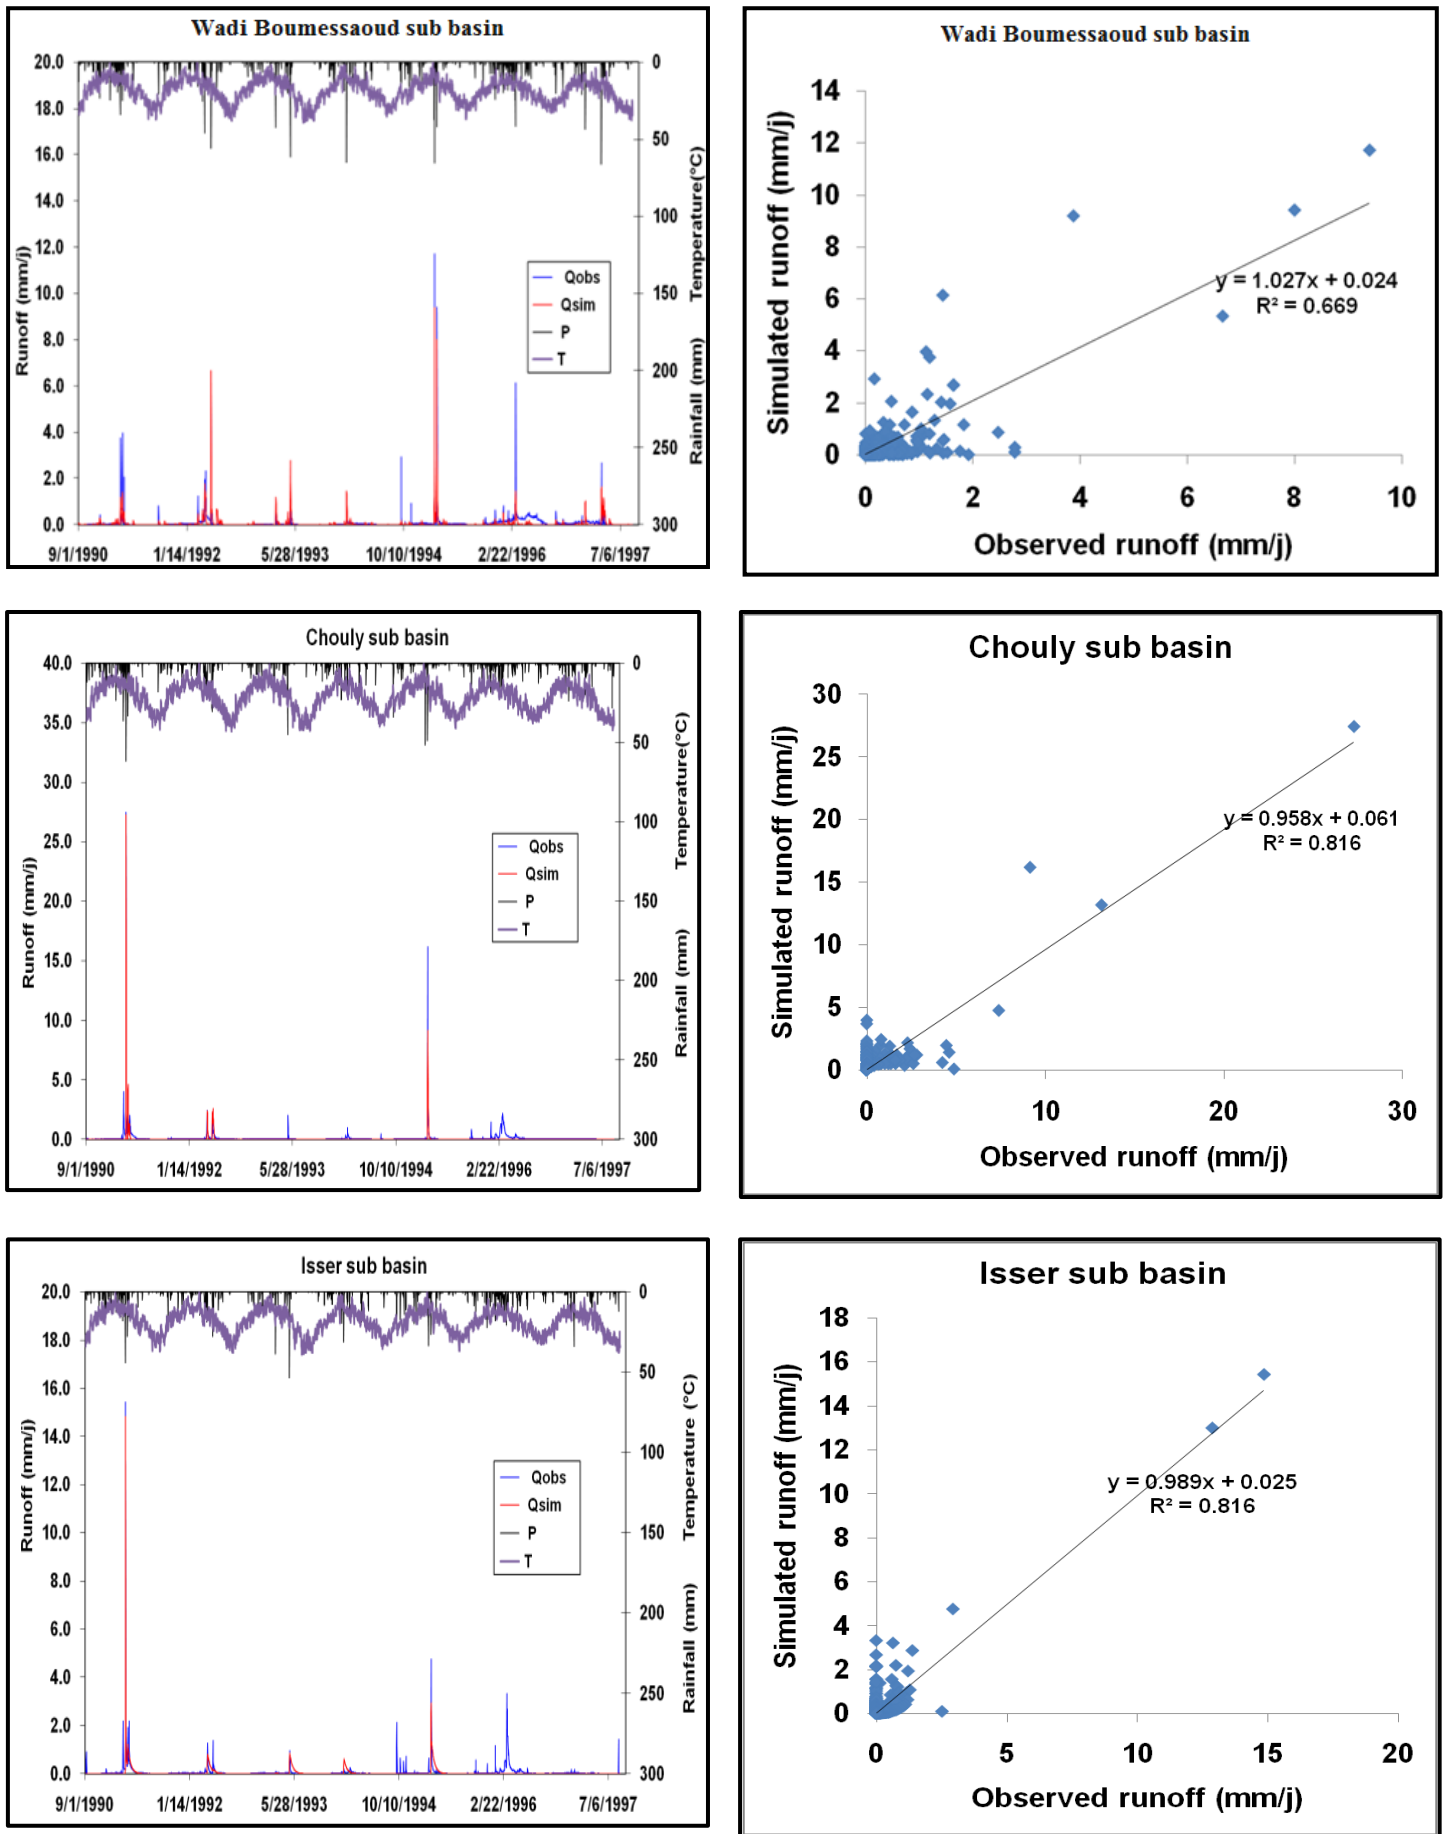 Wadi Boumessaoud sub basin
20.0
18.0
16.0
14.0
12.0
10.0
8.0
6.0
4.0
2.0
0.0
Runoff (mm/j)
0
50
100
150
200
250
300
Temperature(°C)
Rainfall (mm)
Qobs
Qsim
P
T
9/1/1990 1/14/1992 5/28/1993 10/10/1994 2/22/1996 7/6/1997
Wadi Boumessaoud sub basin
14
12
10
8
6
4
2
0
Simulated runoff (mm/j)
y = 1.027x + 0.024
R² = 0.669
0 2 4 6 8 10
Observed runoff (mm/j)
Chouly sub basin
40.0
35.0
30.0
25.0
20.0
15.0
10.0
5.0
0.0
Runoff (mm/j)
0
50
100
150
200
250
300
Temperature(°C)
Rainfall (mm)
Qobs
Qsim
P
T
9/1/1990 1/14/1992 5/28/1993 10/10/1994 2/22/1996 7/6/1997
Chouly sub basin
30
25
20
15
10
5
0
Simulated runoff (mm/j)
y = 0.958x + 0.061
R² = 0.816
0 10 20 30
Observed runoff (mm/j)
Isser sub basin
20.0
18.0
16.0
14.0
12.0
10.0
8.0
6.0
4.0
2.0
0.0
Runoff (mm/j)
0
50
100
150
200
250
300
Temperature (°C)
Rainfall (mm)
Qobs
Qsim
P
T
9/1/1990 1/14/1992 5/28/1993 10/10/1994 2/22/1996 7/6/1997
Isser sub basin
18
16
14
12
10
8
6
4
2
0
Simulated runoff (mm/j)
y = 0.989x + 0.025
R² = 0.816
0 5 10 15 20
Observed runoff (mm/j)